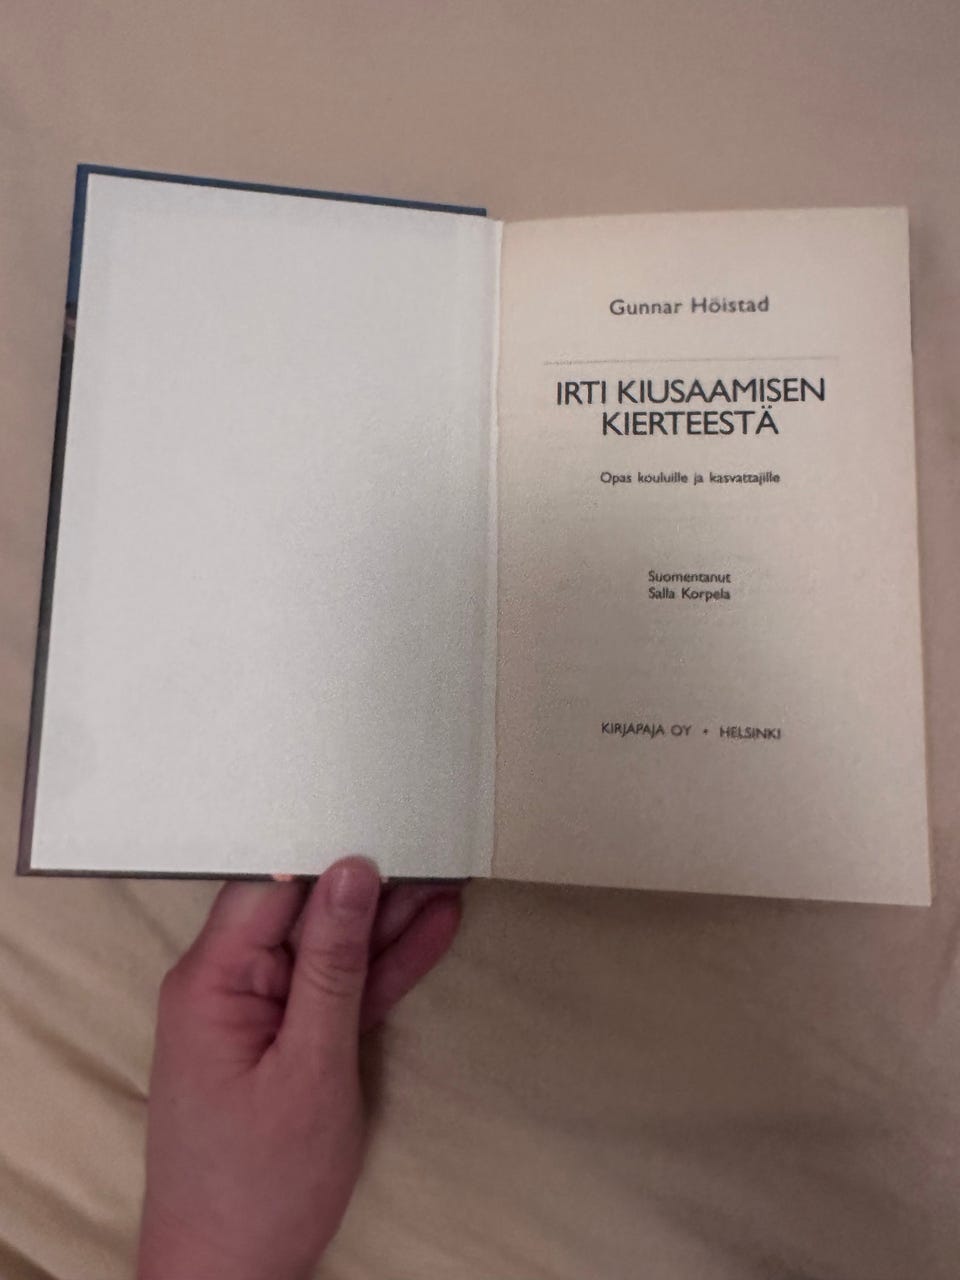 Gunnar Höistad
IRTI KIUSAAMISEN
KIERTEESTÄ
Opas kouluille ja kasvattajille
Suomentanut
Salla Korpela
KIRJAPAJA OY • HELSINKI